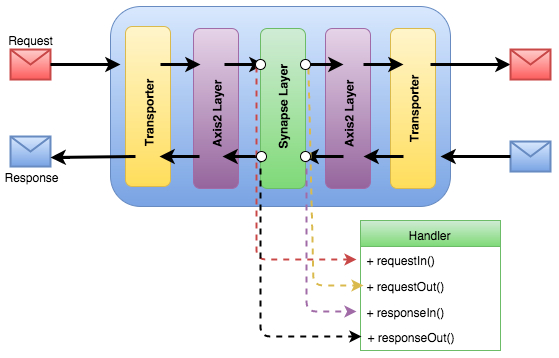 Request
Transporter
Axis2 Layer
Synapse Layer
Axis2 Layer
Transporter
Response
Handler
+ requestIn()
+ requestOut()
+ responseIn()
+ responseOut()